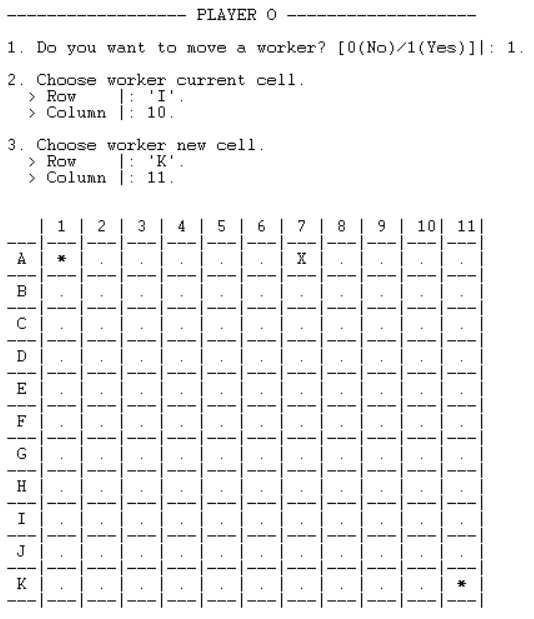 ------------------ PLAYER O -------------------
1. Do you want to move a worker? [0(No)/1(Yes)]|: 1.
2. Choose worker current cell.
> Row    |: 'I'.
> Column |: 10.
3. Choose worker new cell.
> Row    |: 'K'.
> Column |: 11.
   | 1 | 2 | 3 | 4 | 5 | 6 | 7 | 8 | 9 | 10| 11|
---|---|---|---|---|---|---|---|---|---|---|---|
 A | * | . | . | . | . | . | X | . | . | . | . |
---|---|---|---|---|---|---|---|---|---|---|---|
 B | . | . | . | . | . | . | . | . | . | . | . |
---|---|---|---|---|---|---|---|---|---|---|---|
 C | . | . | . | . | . | . | . | . | . | . | . |
---|---|---|---|---|---|---|---|---|---|---|---|
 D | . | . | . | . | . | . | . | . | . | . | . |
---|---|---|---|---|---|---|---|---|---|---|---|
 E | . | . | . | . | . | . | . | . | . | . | . |
---|---|---|---|---|---|---|---|---|---|---|---|
 F | . | . | . | . | . | . | . | . | . | . | . |
---|---|---|---|---|---|---|---|---|---|---|---|
 G | . | . | . | . | . | . | . | . | . | . | . |
---|---|---|---|---|---|---|---|---|---|---|---|
 H | . | . | . | . | . | . | . | . | . | . | . |
---|---|---|---|---|---|---|---|---|---|---|---|
 I | . | . | . | . | . | . | . | . | . | . | . |
---|---|---|---|---|---|---|---|---|---|---|---|
 J | . | . | . | . | . | . | . | . | . | . | . |
---|---|---|---|---|---|---|---|---|---|---|---|
 K | . | . | . | . | . | . | . | . | . | . | * |
---|---|---|---|---|---|---|---|---|---|---|---|